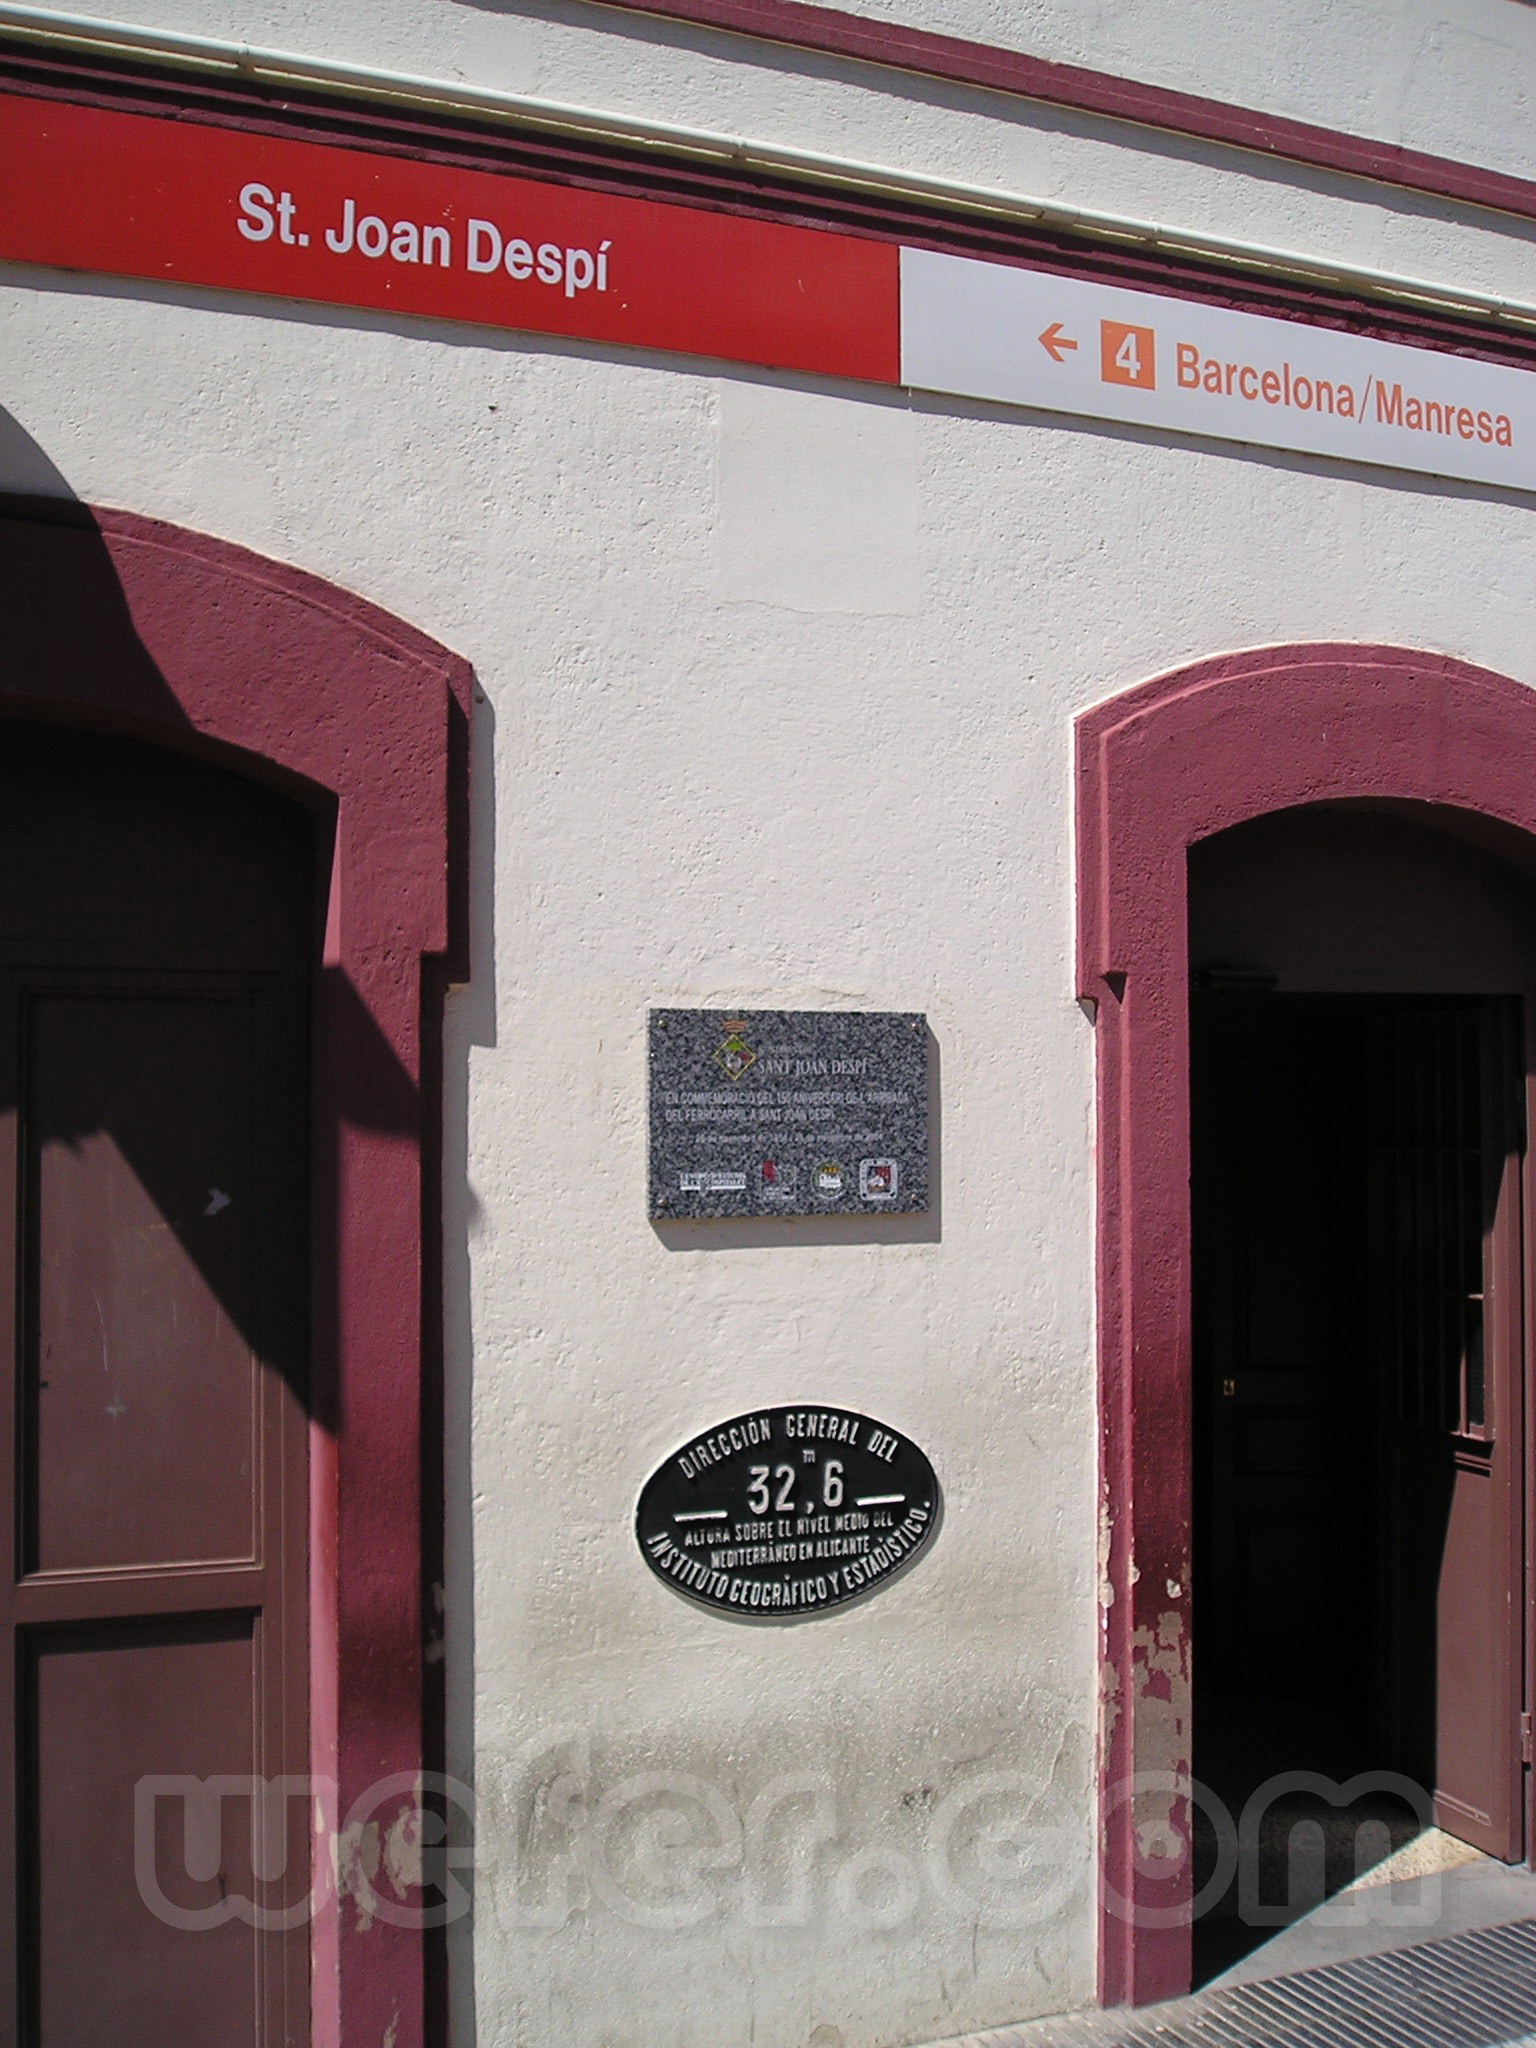 St. Joan Despí
← 4 Barcelona/Manresa
SANT JOAN DESPÍ
EN COMMEMORACIÓ DEL 150 ANIVERSARI DE L'ARRIBADA
DEL FERROCARRIL A SANT JOAN DESPÍ
DIRECCIÓN GENERAL DEL
m
32,6
ALTURA SOBRE EL NIVEL MEDIO DEL
MEDITERRÁNEO EN ALICANTE
INSTITUTO GEOGRÁFICO Y ESTADÍSTICO.
wefer.com